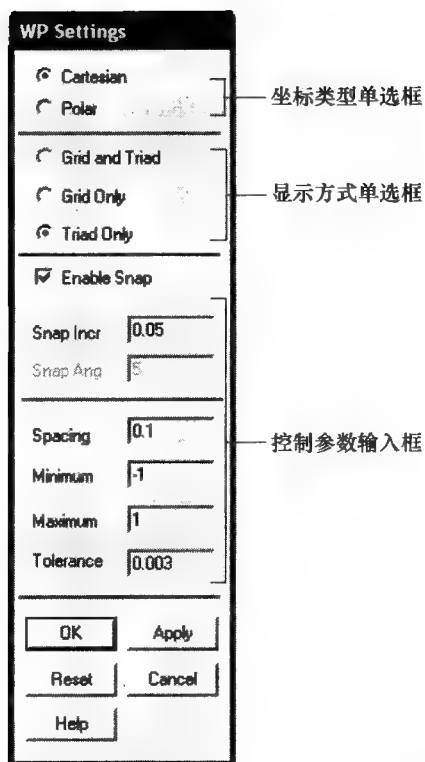 WP Settings
Cartesian
Polar
坐标类型单选框
Grid and Triad
Grid Only
显示方式单选框
Triad Only
Enable Snap
Snap Incr 0.05
Snap Ang 5
Spacing 0.1
控制参数输入框
Minimum -1
Maximum 1
Tolerance 0.003
OK Apply
Reset Cancel
Help